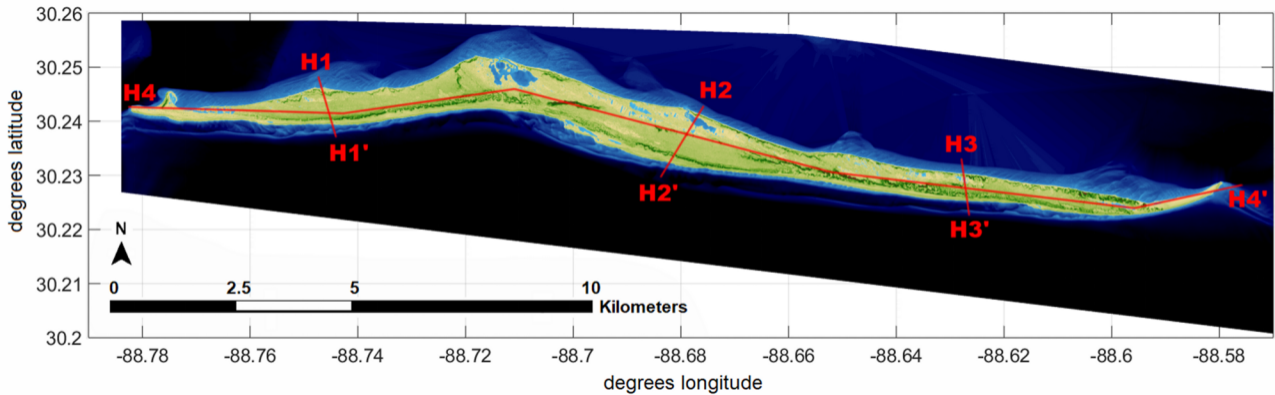 30.26
30.25
30.24
30.23
30.22
30.21
30.2
degrees latitude
H4
H1
H1'
H2
H2'
H3
H3'
H4'
N
0 2.5 5 10
Kilometers
-88.78 -88.76 -88.74 -88.72 -88.7 -88.68 -88.66 -88.64 -88.62 -88.6 -88.58
degrees longitude